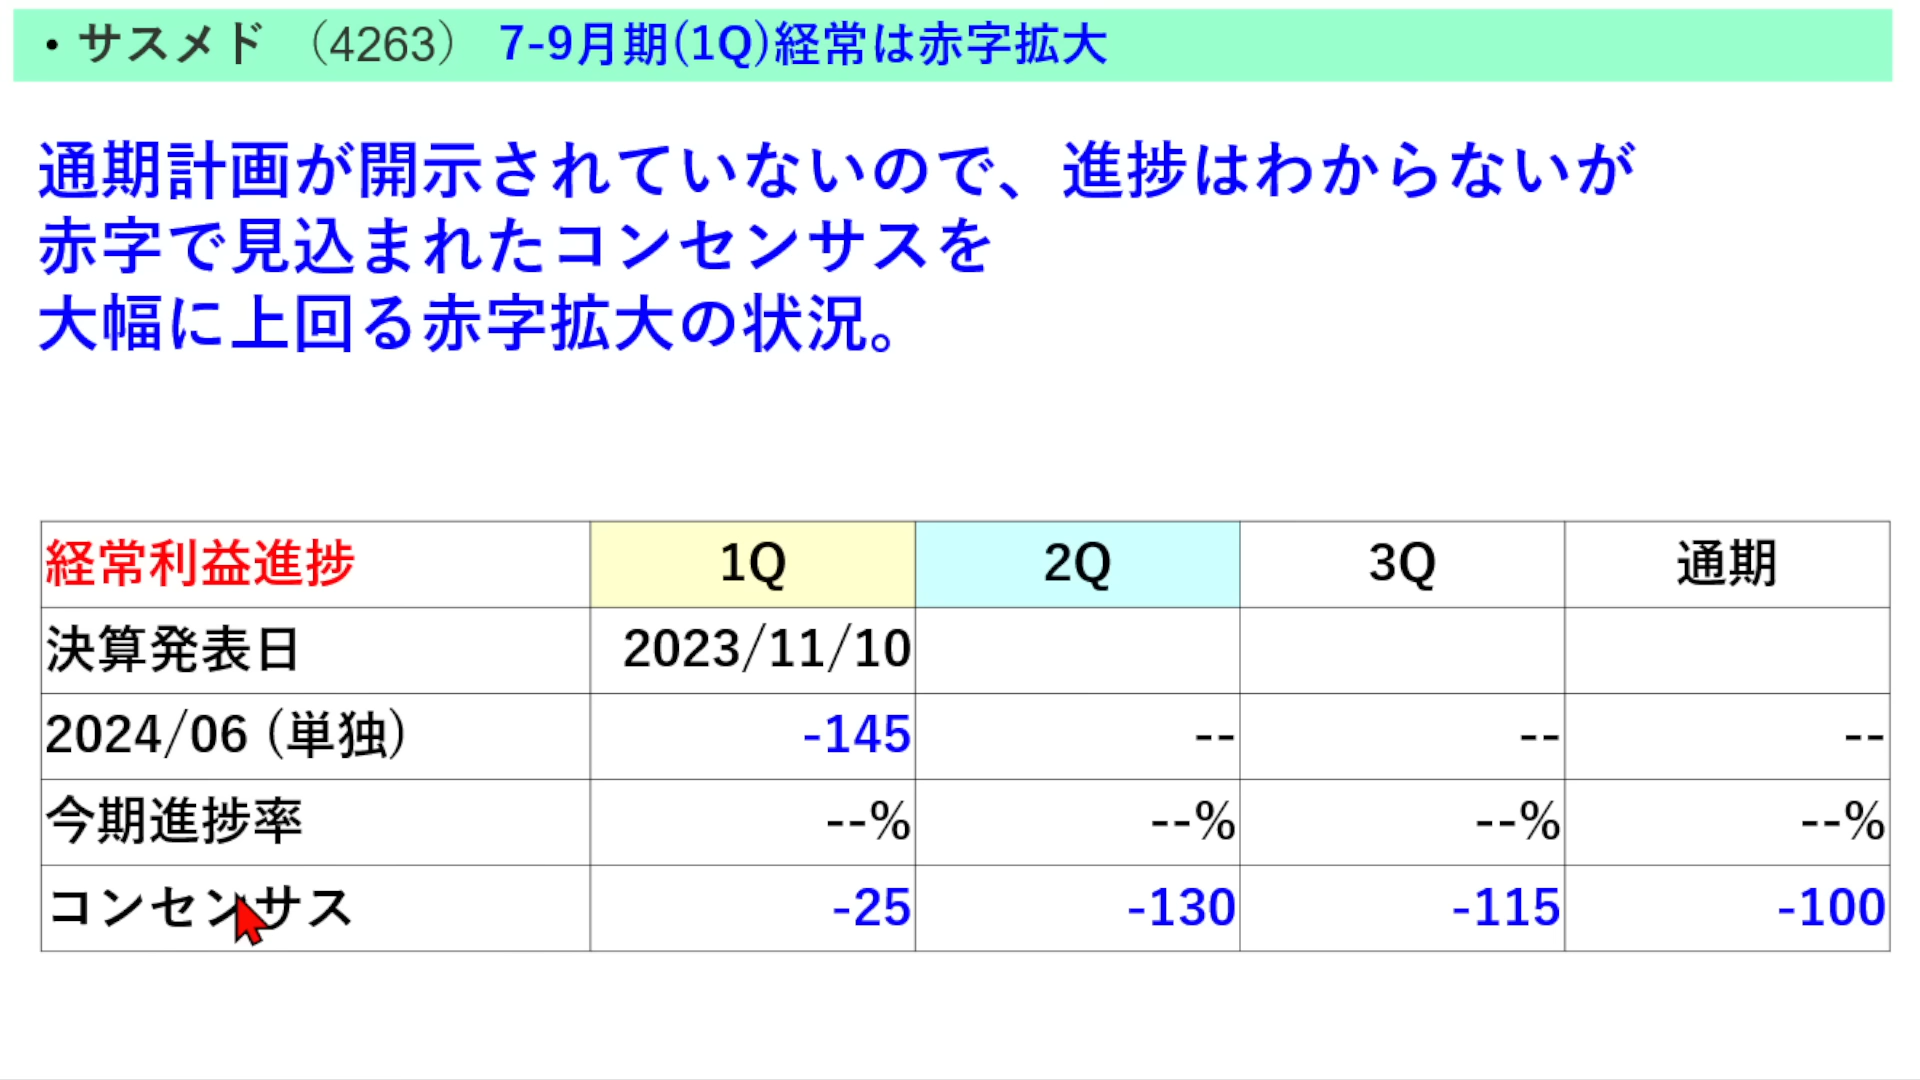 ・サスメド （4263） 7-9月期(1Q)経常は赤字拡大
通期計画が開示されていないので、進捗はわからないが
赤字で見込まれたコンセンサスを
大幅に上回る赤字拡大の状況。
経常利益進捗 1Q 2Q 3Q 通期
決算発表日 2023/11/10
2024/06 (単独) -145 -- -- --
今期進捗率 --% --% --% --%
コンセンサス -25 -130 -115 -100